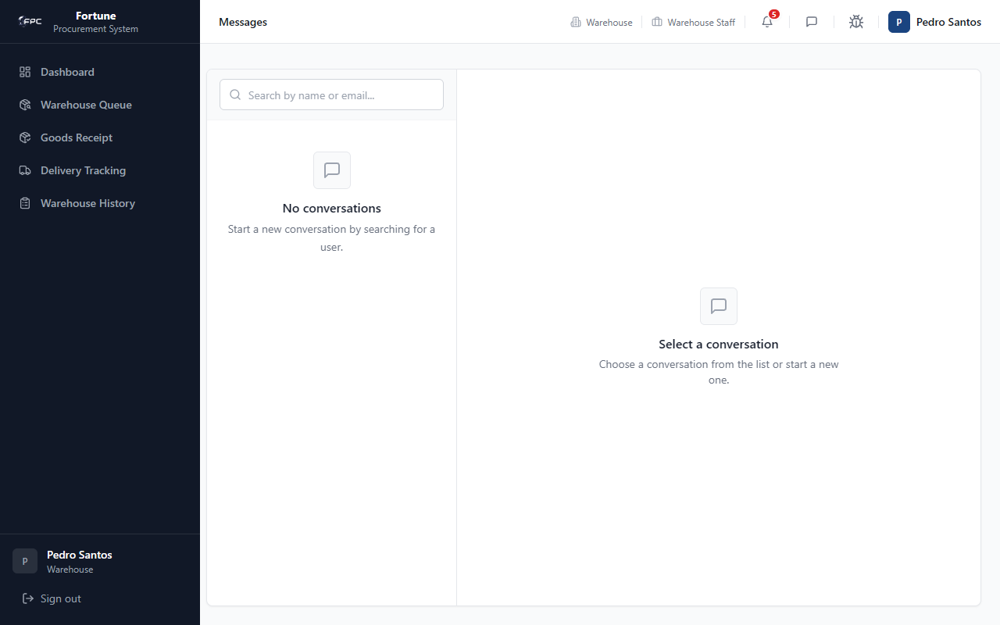 FPC
Fortune
Procurement System
Dashboard
Warehouse Queue
Goods Receipt
Delivery Tracking
Warehouse History
P
Pedro Santos
Warehouse
Sign out
Messages
Warehouse
Warehouse Staff
5
P
Pedro Santos
Search by name or email...
No conversations
Start a new conversation by searching for a
user.
Select a conversation
Choose a conversation from the list or start a new
one.